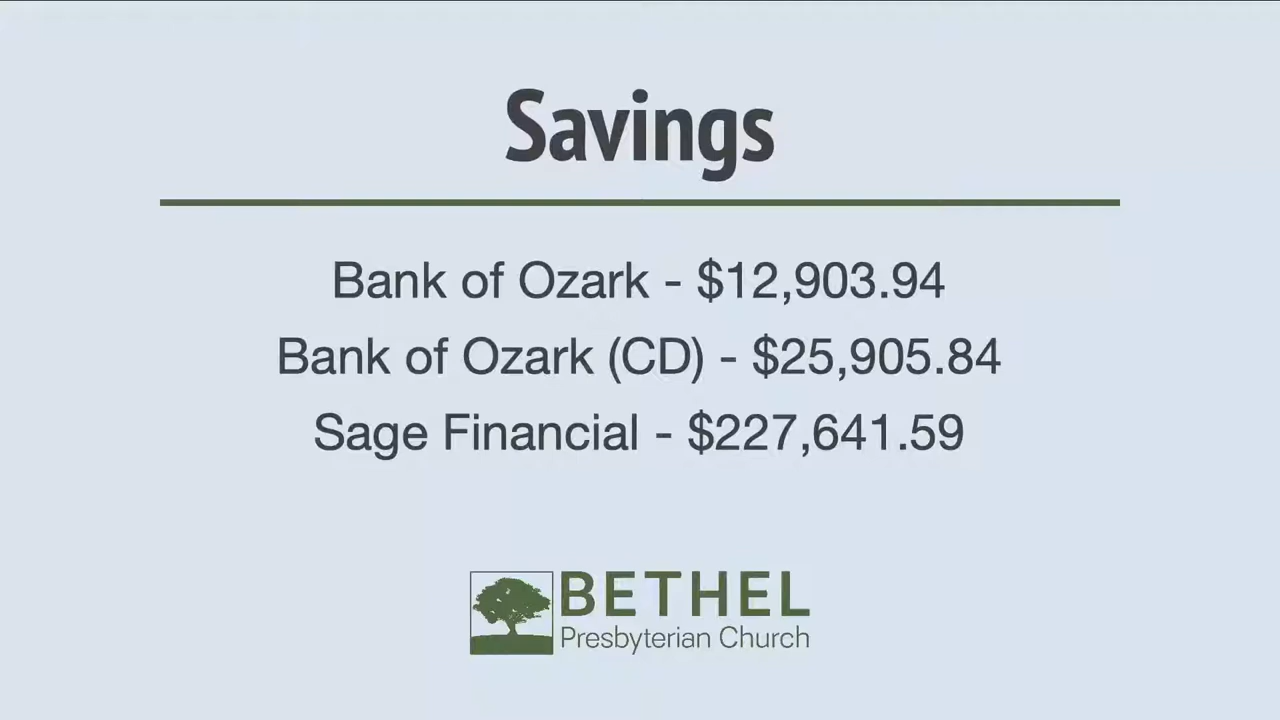 Savings
Bank of Ozark - $12,903.94
Bank of Ozark (CD) - $25,905.84
Sage Financial - $227,641.59
BETHEL
Presbyterian Church